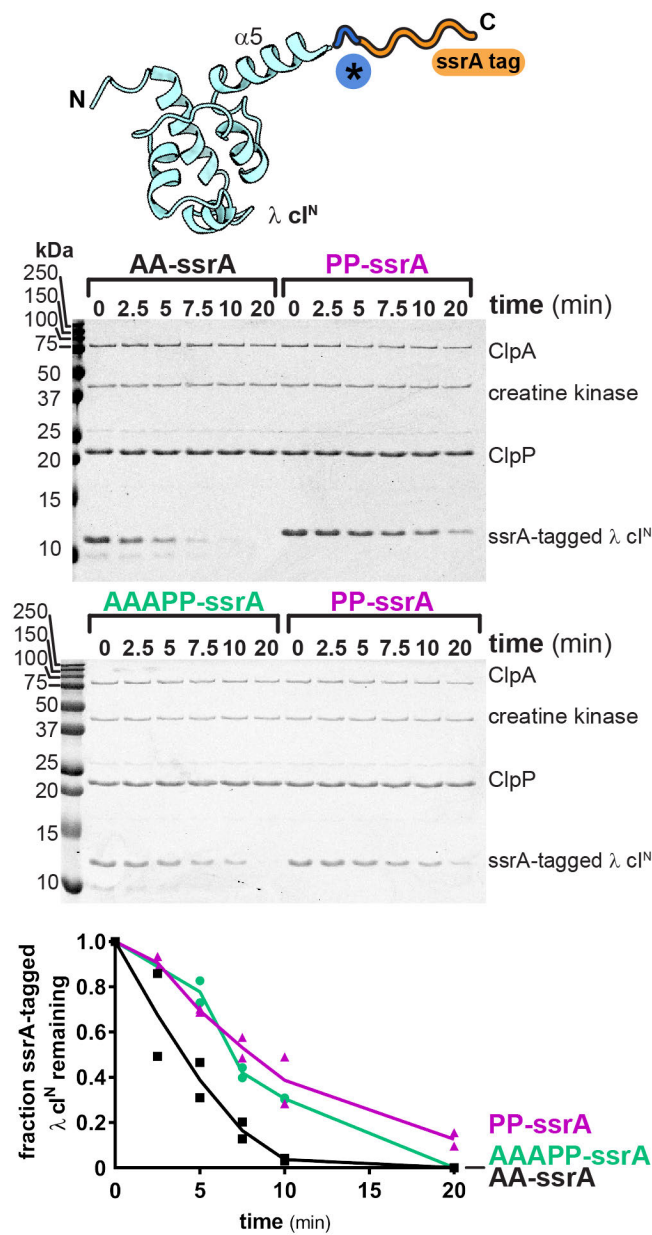 α5
C
*
ssrA tag
N
λ cIᴺ
kDa
AA-ssrA PP-ssrA
0 2.5 5 7.5 10 20 0 2.5 5 7.5 10 20 time (min)
250
150
100
75
50
37
25
20
15
10
ClpA
creatine kinase
ClpP
ssrA-tagged λ cIᴺ
AAAPP-ssrA PP-ssrA
0 2.5 5 7.5 10 20 0 2.5 5 7.5 10 20 time (min)
250
150
100
75
50
37
25
20
15
10
ClpA
creatine kinase
ClpP
ssrA-tagged λ cIᴺ
fraction ssrA-tagged
λ cIᴺ remaining
1.0
0.8
0.6
0.4
0.2
0
0 5 10 15 20
time (min)
PP-ssrA
AAAPP-ssrA
AA-ssrA